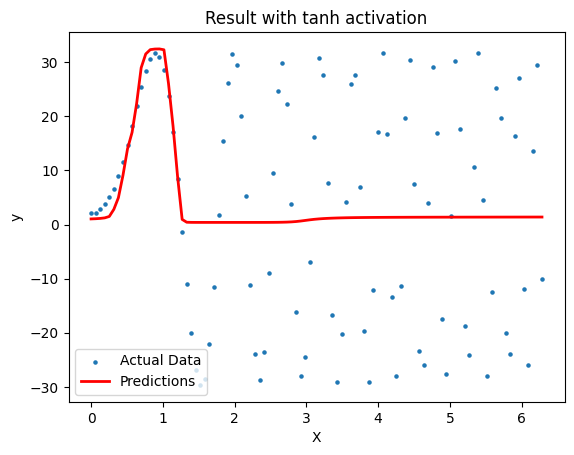 Result with tanh activation
30
20
10
0
−10
−20
−30
y
Actual Data
Predictions
0 1 2 3 4 5 6
X